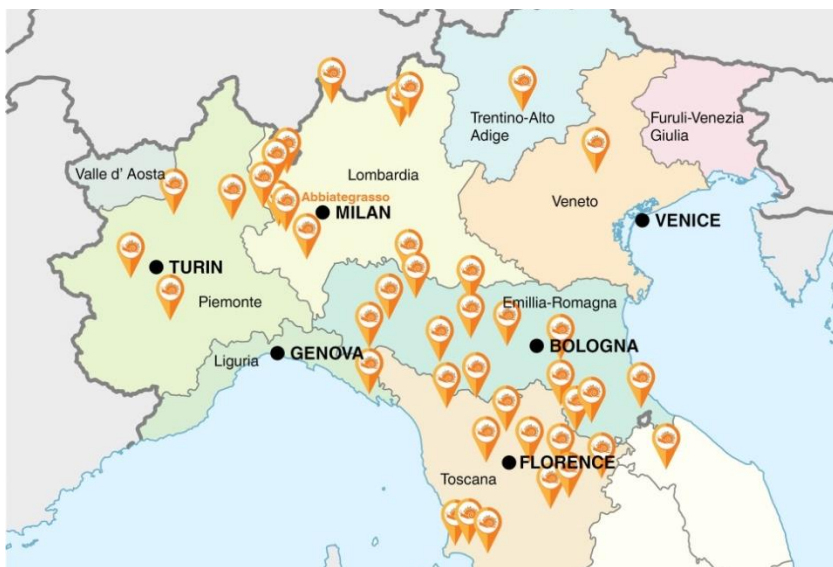 Trentino-Alto
Adige
Furuli-Venezia
Giulia
Valle d' Aosta
Lombardia
Abbiategrasso
MILAN
Veneto
VENICE
TURIN
Piemonte
Emillia-Romagna
BOLOGNA
GENOVA
Liguria
FLORENCE
Toscana